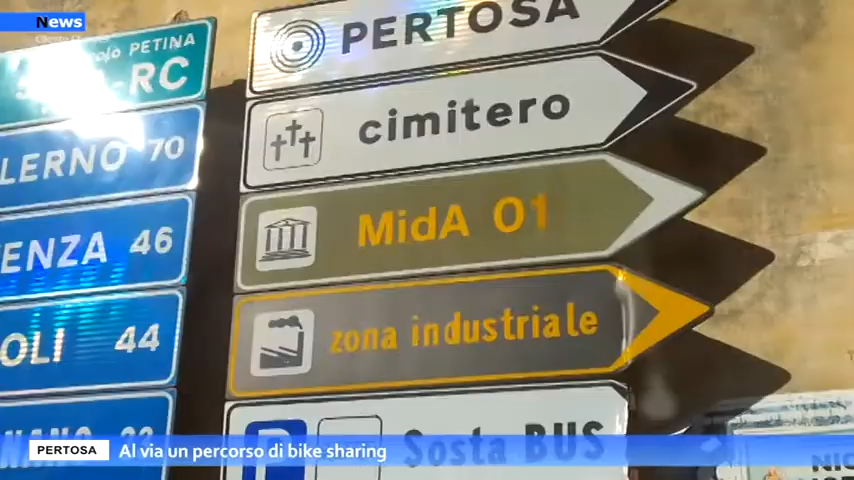 News
PETINA
-RC
LERNO 70
ENZA 46
OLI 44
PERTOSA
cimitero
MidA 01
zona industriale
P
Sosta BUS
PERTOSA
Al via un percorso di bike sharing